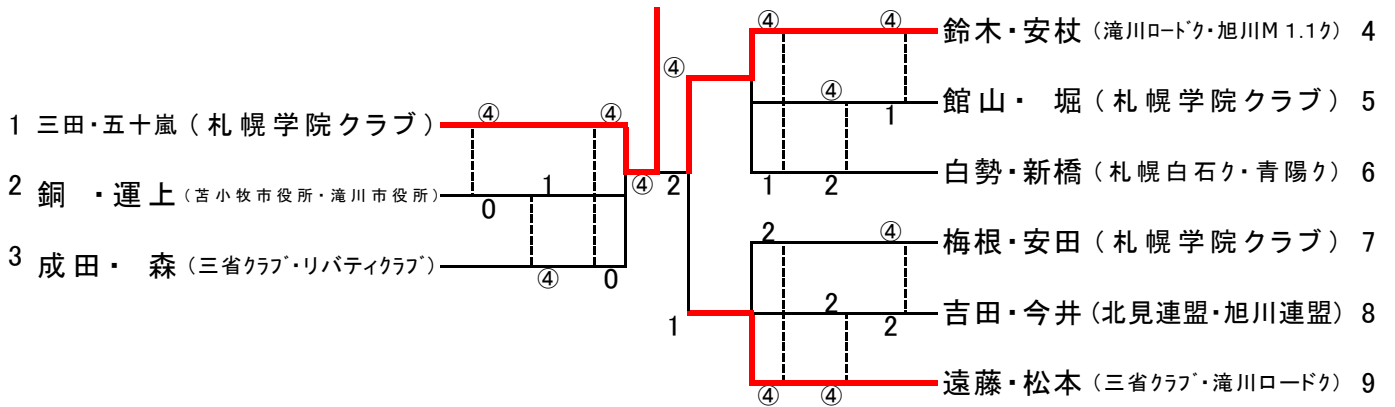 ④ ④ 鈴木・安杖 (滝川ロードク・旭川M1.1ク) 4
④
④ 1 館山・ 堀 (札幌学院クラブ) 5
1 三田・五十嵐 (札幌学院クラブ) ④ ④
1 2 白勢・新橋 (札幌白石ク・青陽ク) 6
④ 2
2 銅 ・運上 (苫小牧市役所・滝川市役所) 0 1
2 ④ 梅根・安田 (札幌学院クラブ) 7
3 成田・ 森 (三省クラブ・リバティクラブ) ④ 0
1 2 2 吉田・今井 (北見連盟・旭川連盟) 8
④ ④ 遠藤・松本 (三省クラブ・滝川ロードク) 9